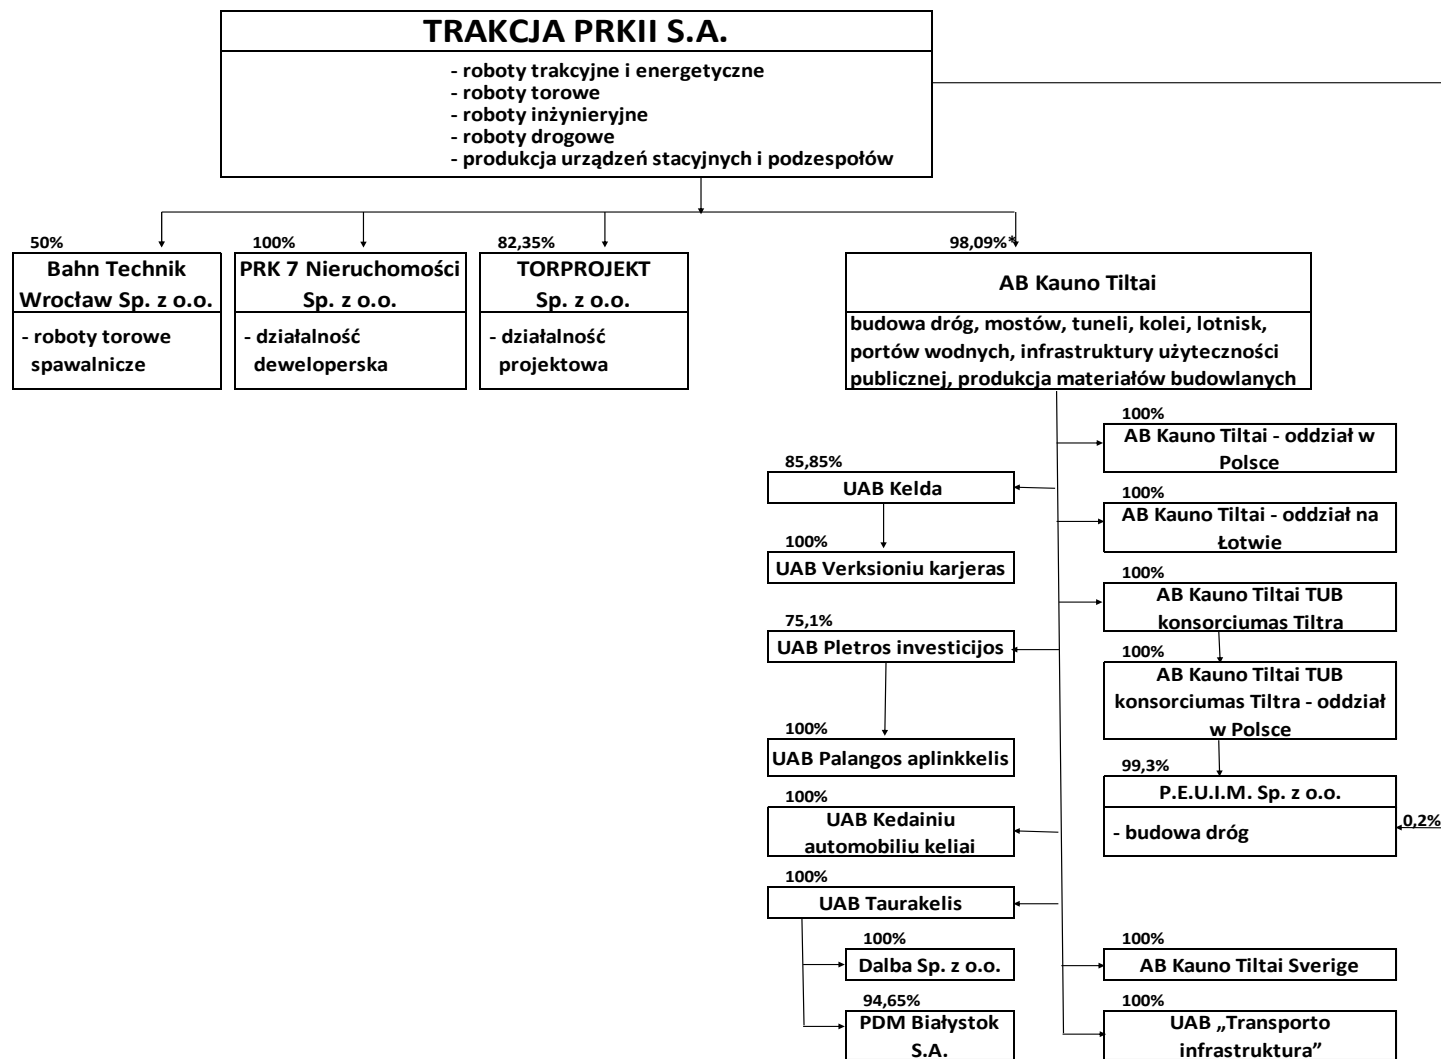 TRAKCJA PRKII S.A.
- roboty trakcyjne i energetyczne
- roboty torowe
- roboty inżynieryjne
- roboty drogowe
- produkcja urządzeń stacyjnych i podzespołów
50%
Bahn Technik
Wrocław Sp. z o.o.
- roboty torowe
spawalnicze
100%
PRK 7 Nieruchomości
Sp. z o.o.
- działalność
deweloperska
82,35%
TORPROJEKT
Sp. z o.o.
- działalność
projektowa
98,09%*
AB Kauno Tiltai
budowa dróg, mostów, tuneli, kolei, lotnisk,
portów wodnych, infrastruktury użyteczności
publicznej, produkcja materiałów budowlanych
85,85%
UAB Kelda
100%
UAB Verksioniu karjeras
75,1%
UAB Pletros investicijos
100%
UAB Palangos aplinkkelis
100%
UAB Kedainiu
automobiliu keliai
100%
UAB Taurakelis
100%
Dalba Sp. z o.o.
94,65%
PDM Białystok
S.A.
100%
AB Kauno Tiltai - oddział w
Polsce
100%
AB Kauno Tiltai - oddział na
Łotwie
100%
AB Kauno Tiltai TUB
konsorciumas Tiltra
100%
AB Kauno Tiltai TUB
konsorciumas Tiltra - oddział
w Polsce
99,3%
P.E.U.I.M. Sp. z o.o.
- budowa dróg
0,2%
100%
AB Kauno Tiltai Sverige
100%
UAB „Transporto
infrastruktura”